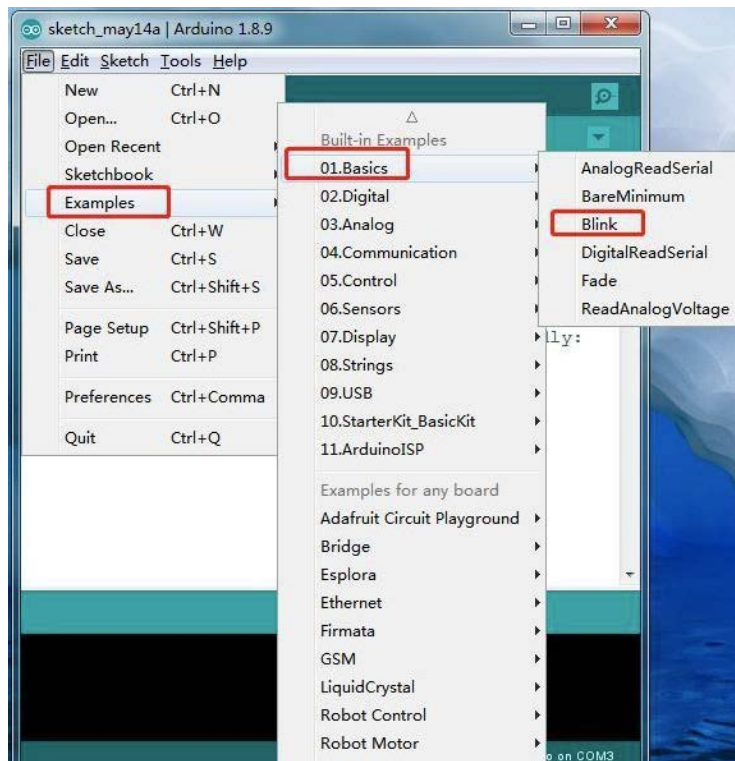 sketch_may14a | Arduino 1.8.9
File Edit Sketch Tools Help
New Ctrl+N
Open... Ctrl+O
Open Recent
Sketchbook
Examples
Close Ctrl+W
Save Ctrl+S
Save As... Ctrl+Shift+S
Page Setup Ctrl+Shift+P
Print Ctrl+P
Preferences Ctrl+Comma
Quit Ctrl+Q
Built-in Examples
01.Basics
02.Digital
03.Analog
04.Communication
05.Control
06.Sensors
07.Display
08.Strings
09.USB
10.StarterKit_BasicKit
11.ArduinoISP
Examples for any board
Adafruit Circuit Playground
Bridge
Esplora
Ethernet
Firmata
GSM
LiquidCrystal
Robot Control
Robot Motor
AnalogReadSerial
BareMinimum
Blink
DigitalReadSerial
Fade
ReadAnalogVoltage
lly:
on COM3